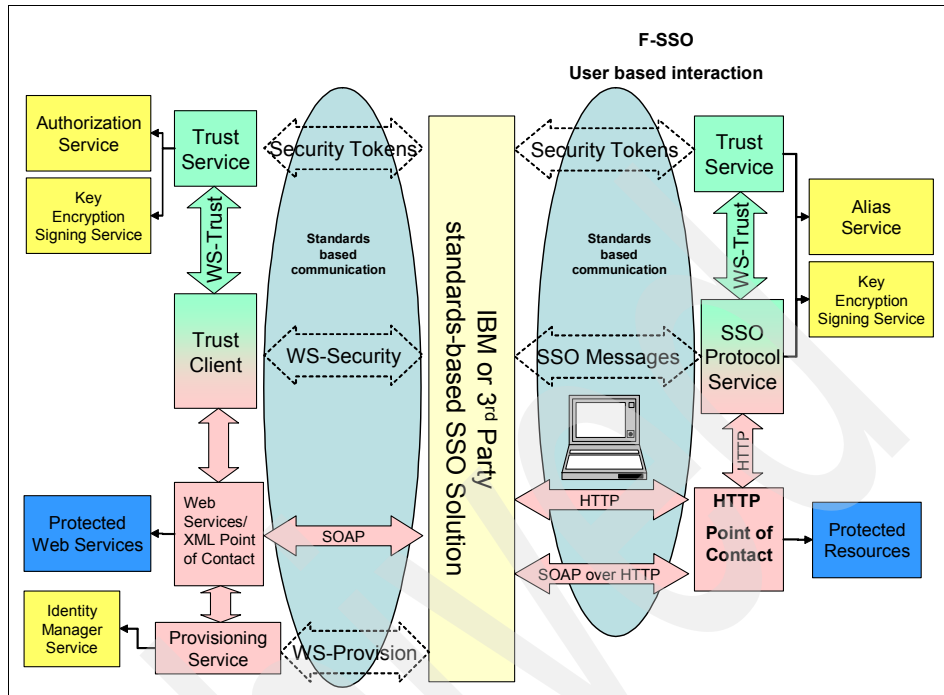 F-SSO
User based interaction
Authorization
Service
Key
Encryption
Signing Service
Trust
Service
Security Tokens
WS-Trust
Standards
based
communication
Trust
Client
WS-Security
Protected
Web Services
Web
Services/
XML Point
of Contact
SOAP
Identity
Manager
Service
Provisioning
Service
WS-Provision
IBM or 3rd Party
standards-based SSO Solution
Security Tokens
Trust
Service
Alias
Service
WS-Trust
Standards
based
communication
Key
Encryption
Signing Service
SSO Messages
SSO
Protocol
Service
HTTP
HTTP
HTTP
Point of
Contact
Protected
Resources
SOAP over HTTP